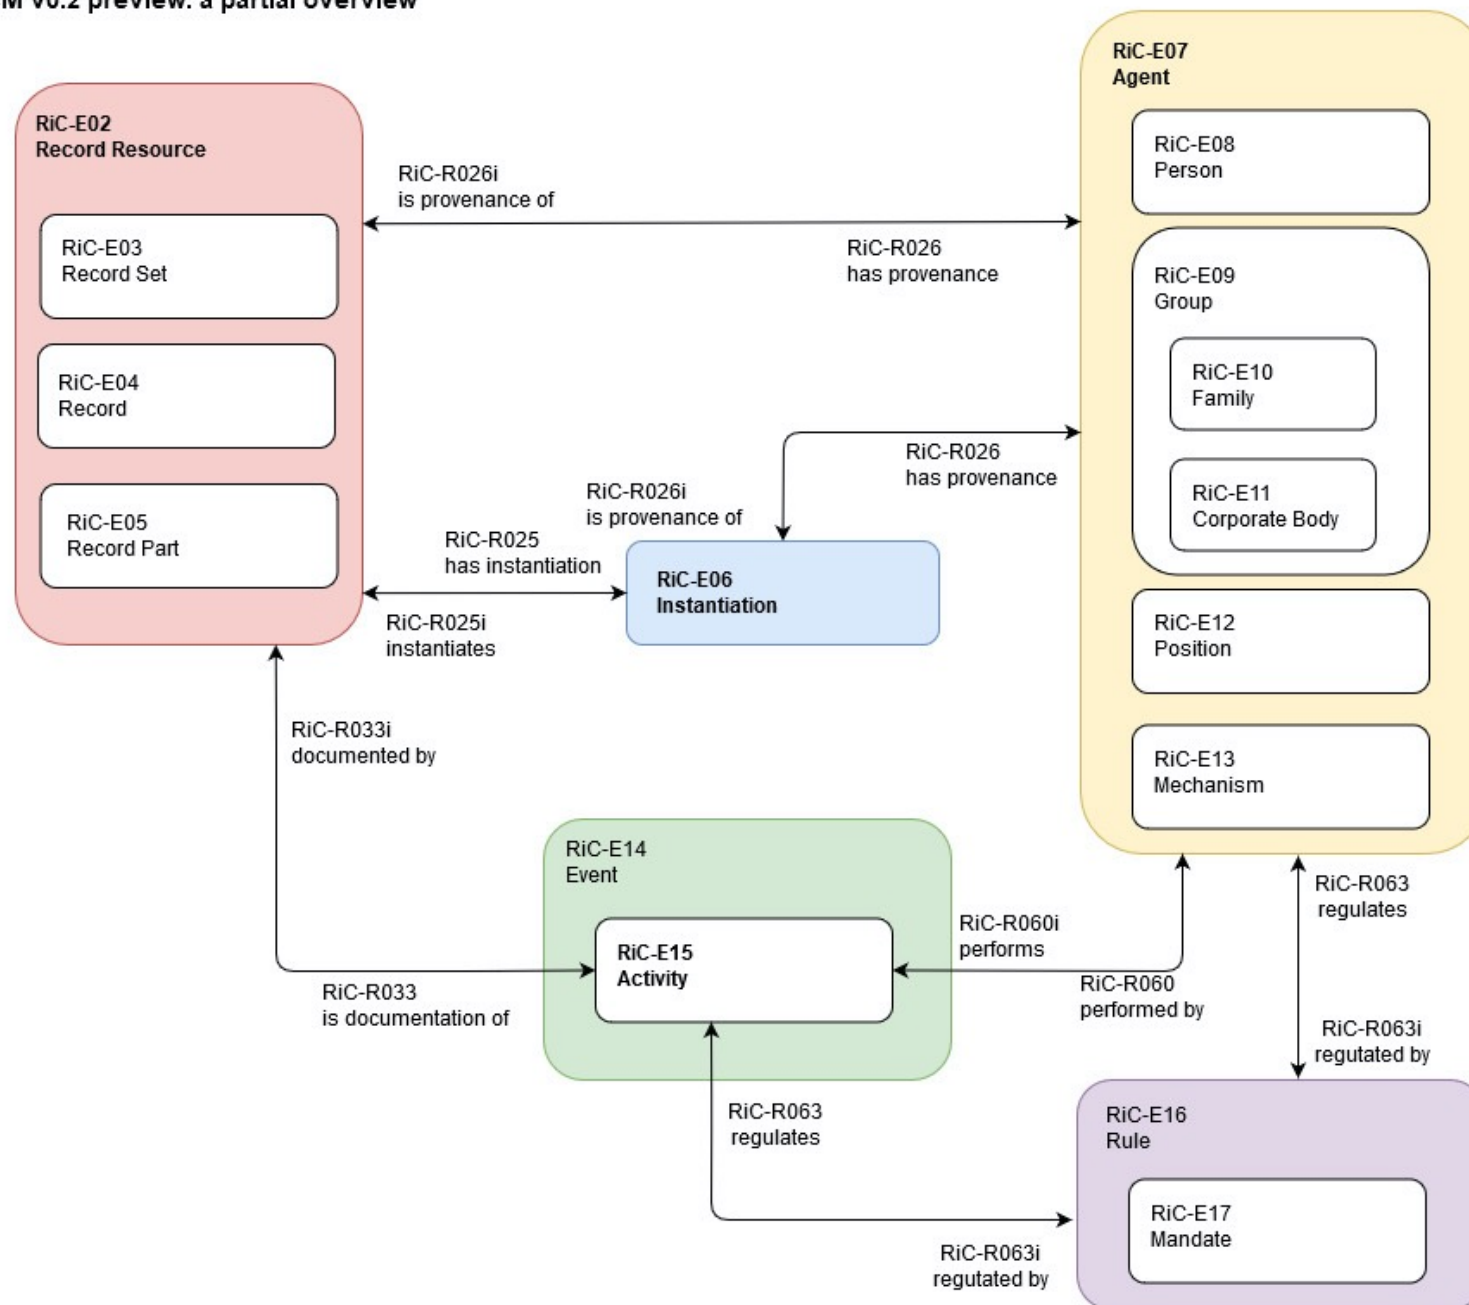 M v0.2 preview: a partial overview
RiC-E07
Agent
RiC-E02
Record Resource
RiC-E08
Person
RiC-R026i
is provenance of
RiC-E03
Record Set
RiC-R026
has provenance
RiC-E09
Group
RiC-E04
Record
RiC-E10
Family
RiC-R026
has provenance
RiC-R026i
is provenance of
RiC-E11
Corporate Body
RiC-E05
Record Part
RiC-R025
has instantiation
RiC-E06
Instantiation
RiC-R025i
instantiates
RiC-E12
Position
RiC-R033i
documented by
RiC-E13
Mechanism
RiC-E14
Event
RiC-R063
regulates
RiC-R060i
performs
RiC-E15
Activity
RiC-R033
is documentation of
RiC-R060
performed by
RiC-R063i
regutated by
RiC-R063
regulates
RiC-E16
Rule
RiC-E17
Mandate
RiC-R063i
regutated by